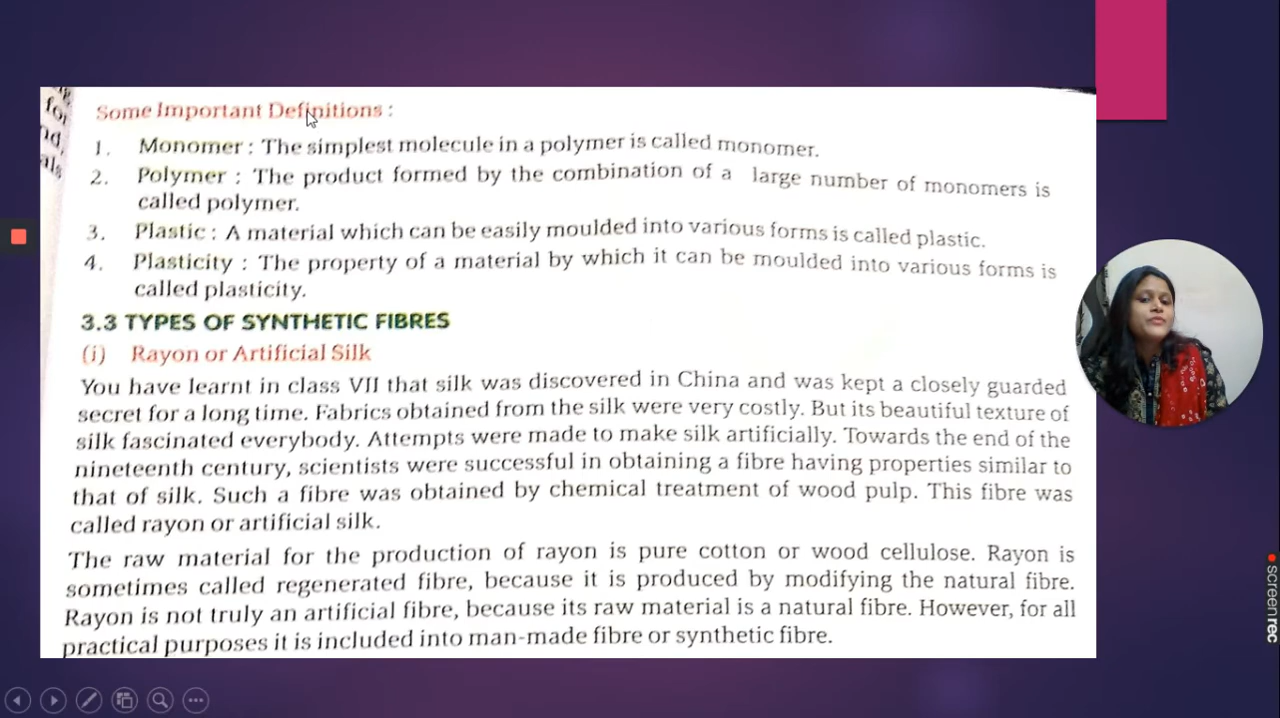 for
nd,
als
Some Important Definitions :
1. Monomer : The simplest molecule in a polymer is called monomer.
2. Polymer : The product formed by the combination of a large number of monomers is
called polymer.
3. Plastic : A material which can be easily moulded into various forms is called plastic.
4. Plasticity : The property of a material by which it can be moulded into various forms is
called plasticity.
3.3 TYPES OF SYNTHETIC FIBRES
(i) Rayon or Artificial Silk
You have learnt in class VII that silk was discovered in China and was kept a closely guarded
secret for a long time. Fabrics obtained from the silk were very costly. But its beautiful texture of
silk fascinated everybody. Attempts were made to make silk artificially. Towards the end of the
nineteenth century, scientists were successful in obtaining a fibre having properties similar to
that of silk. Such a fibre was obtained by chemical treatment of wood pulp. This fibre was
called rayon or artificial silk.
The raw material for the production of rayon is pure cotton or wood cellulose. Rayon is
sometimes called regenerated fibre, because it is produced by modifying the natural fibre.
Rayon is not truly an artificial fibre, because its raw material is a natural fibre. However, for all
practical purposes it is included into man-made fibre or synthetic fibre.
screenrec